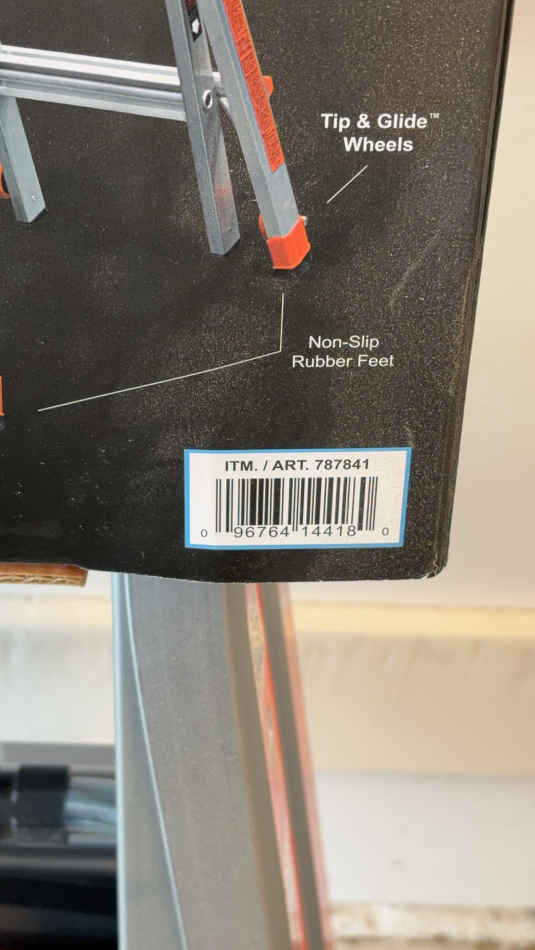 Tip & Glide™
Wheels
Non-Slip
Rubber Feet
ITM. / ART. 787841
0 96764 14418 0